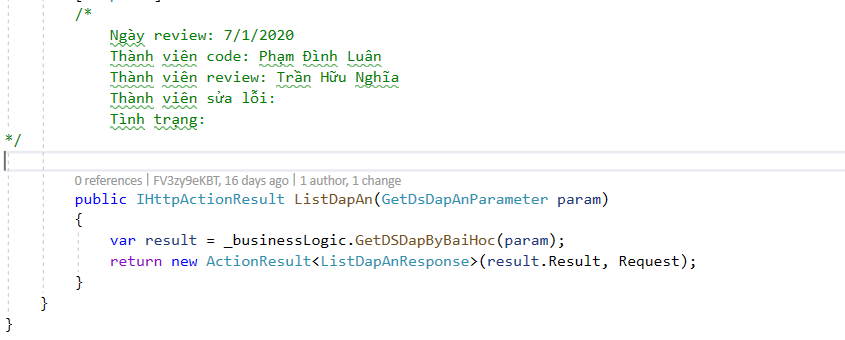 /*
Ngày review: 7/1/2020
Thành viên code: Phạm Đình Luân
Thành viên review: Trần Hữu Nghĩa
Thành viên sửa lỗi:
Tình trạng:
*/
0 references | FV3zy9eKBT, 16 days ago | 1 author, 1 change
public IHttpActionResult ListDapAn(GetDsDapAnParameter param)
{
var result = _businessLogic.GetDSDapByBaiHoc(param);
return new ActionResult<ListDapAnResponse>(result.Result, Request);
}
}
}